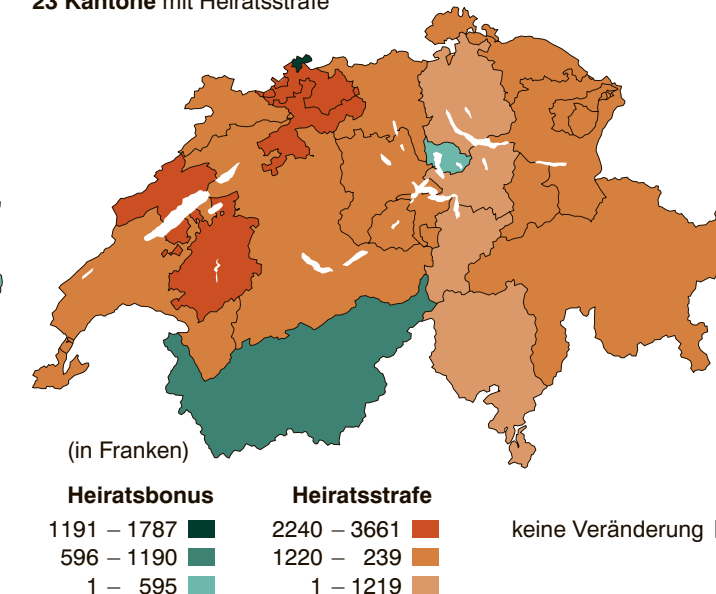 23 Kantone mit Heiratsstrafe
(in Franken)
Heiratsbonus Heiratsstrafe
1191 – 1787 2240 – 3661 keine Veränderung
596 – 1190 1220 – 239
1 – 595 1 – 1219